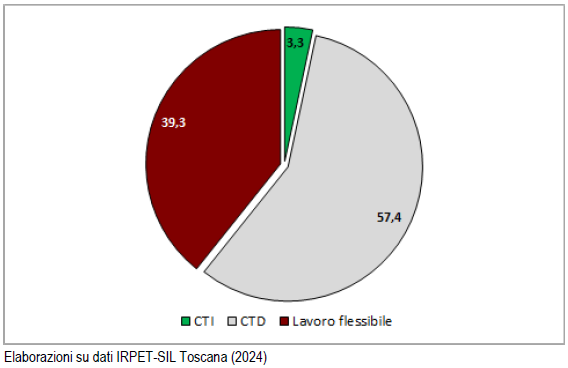 3,3
39,3
57,4
CTI CTD Lavoro flessibile
Elaborazioni su dati IRPET-SIL Toscana (2024)